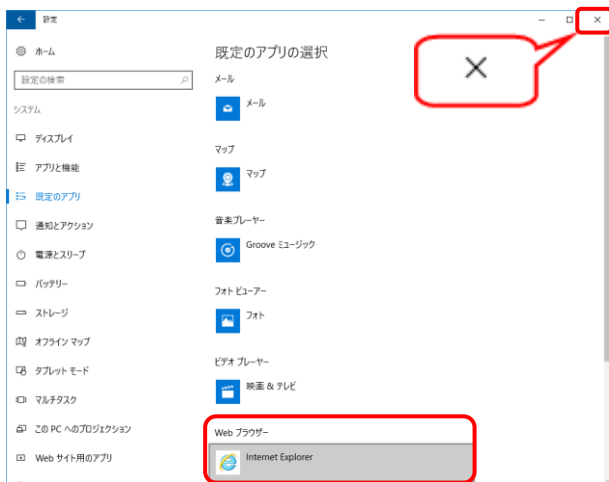 設定
ホーム
設定の検索
システム
ディスプレイ
アプリと機能
既定のアプリ
通知とアクション
電源とスリープ
バッテリー
ストレージ
オフライン マップ
タブレット モード
マルチタスク
この PC へのプロジェクション
Web サイト用のアプリ
既定のアプリの選択
メール
メール
マップ
マップ
音楽プレーヤー
Groove ミュージック
フォト ビューアー
フォト
ビデオ プレーヤー
映画 & テレビ
Web ブラウザー
Internet Explorer